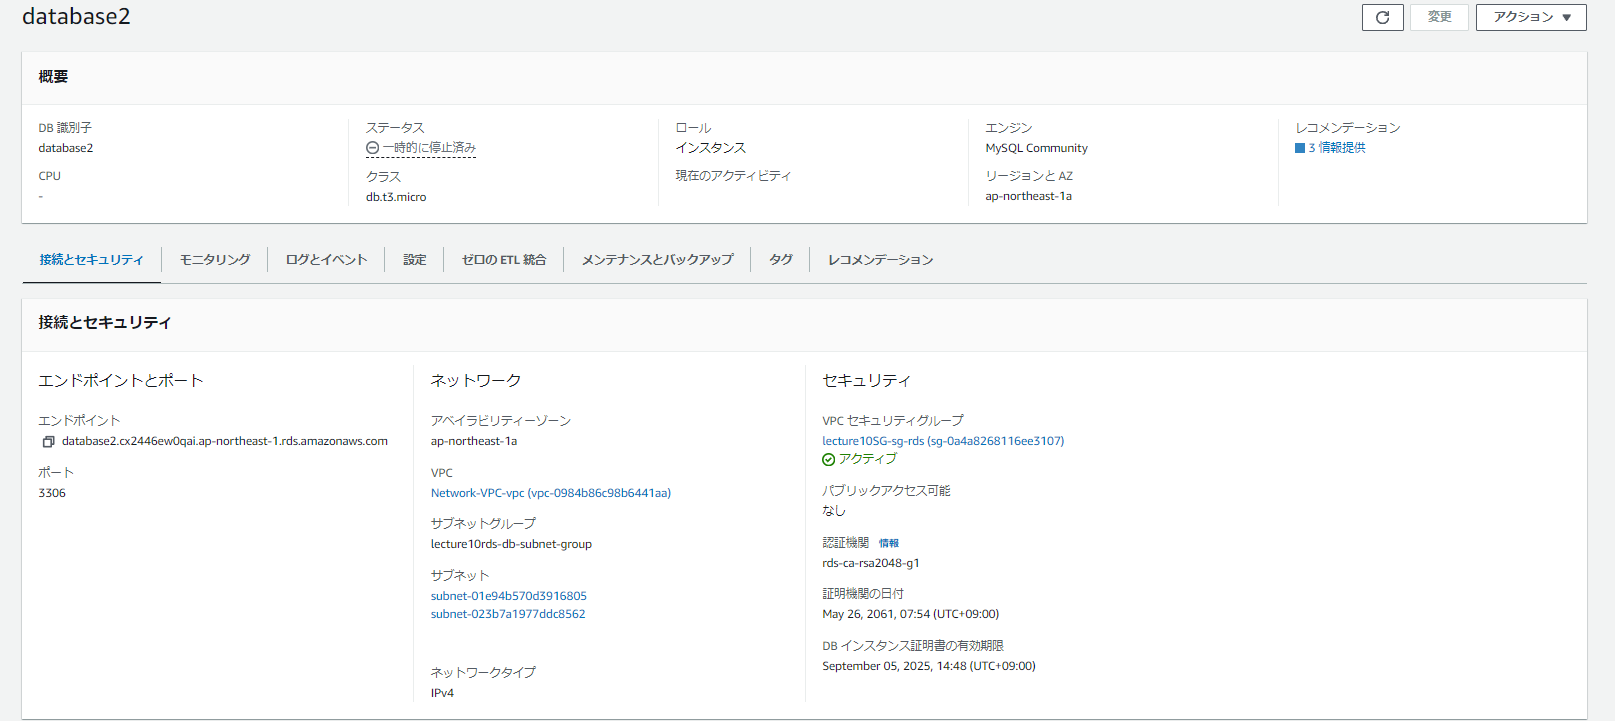 database2
変更
アクション
概要
DB 識別子
database2
CPU
-
ステータス
一時的に停止済み
クラス
db.t3.micro
ロール
インスタンス
現在のアクティビティ
エンジン
MySQL Community
リージョンと AZ
ap-northeast-1a
レコメンデーション
3 情報提供
接続とセキュリティ
モニタリング
ログとイベント
設定
ゼロの ETL 統合
メンテナンスとバックアップ
タグ
レコメンデーション
接続とセキュリティ
エンドポイントとポート
エンドポイント
database2.cx2446ew0qai.ap-northeast-1.rds.amazonaws.com
ポート
3306
ネットワーク
アベイラビリティーゾーン
ap-northeast-1a
VPC
Network-VPC-vpc (vpc-0984b86c98b6441aa)
サブネットグループ
lecture10rds-db-subnet-group
サブネット
subnet-01e94b570d3916805
subnet-023b7a1977ddc8562
ネットワークタイプ
IPv4
セキュリティ
VPC セキュリティグループ
lecture10SG-sg-rds (sg-0a4a8268116ee3107)
アクティブ
パブリックアクセス可能
なし
認証機関 情報
rds-ca-rsa2048-g1
証明機関の日付
May 26, 2061, 07:54 (UTC+09:00)
DB インスタンス証明書の有効期限
September 05, 2025, 14:48 (UTC+09:00)